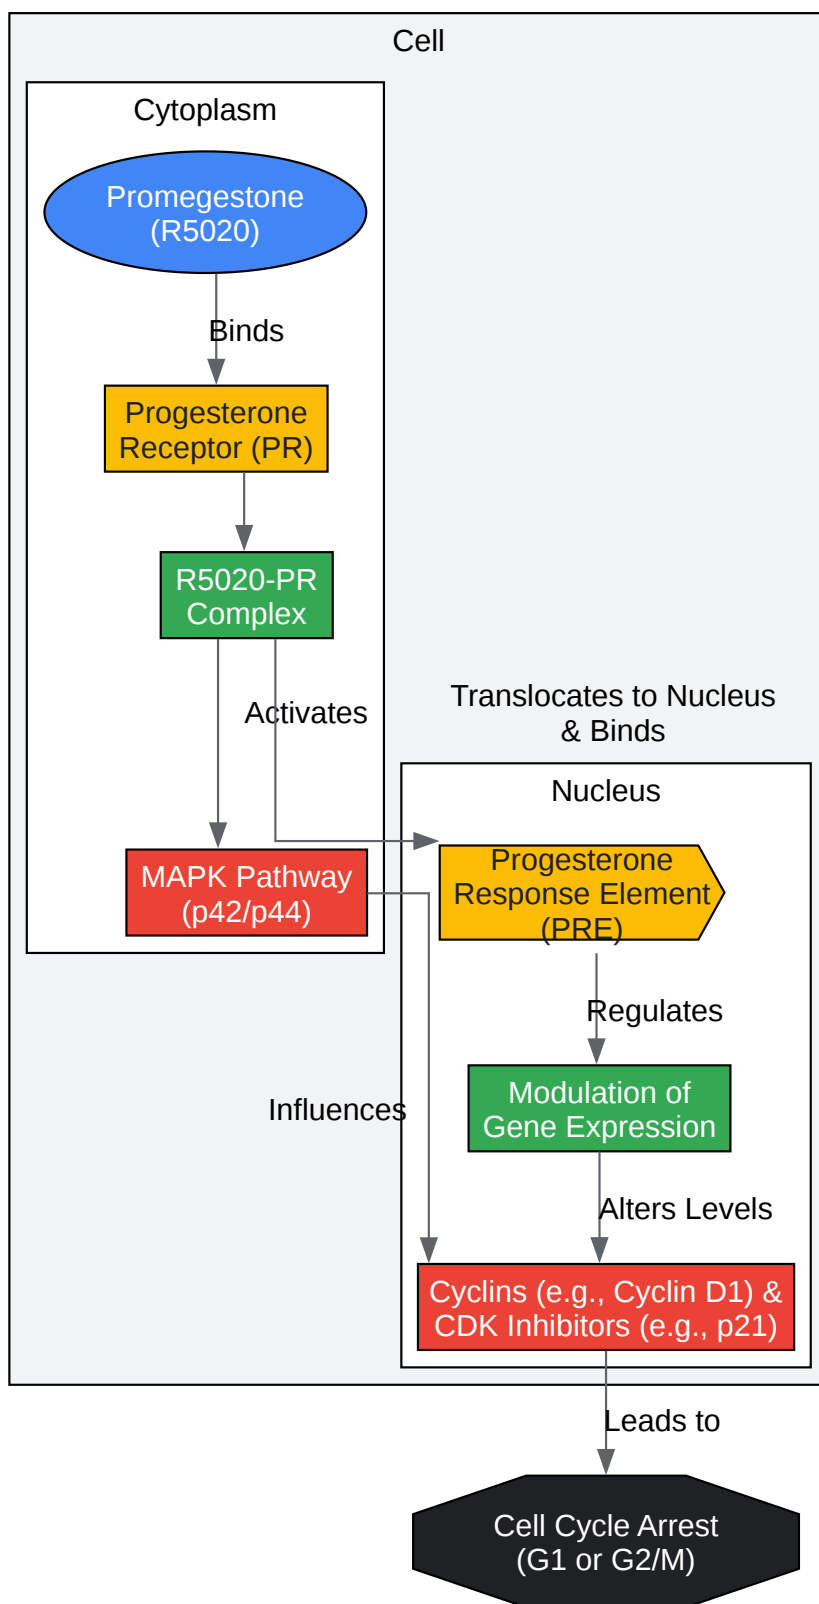 Cell
Cytoplasm
Promegestone
(R5020)
Binds
Progesterone
Receptor (PR)
R5020-PR
Complex
Activates
Translocates to Nucleus
& Binds
Nucleus
MAPK Pathway
(p42/p44)
Progesterone
Response Element
(PRE)
Regulates
Influences
Modulation of
Gene Expression
Alters Levels
Cyclins (e.g., Cyclin D1) &
CDK Inhibitors (e.g., p21)
Leads to
Cell Cycle Arrest
(G1 or G2/M)